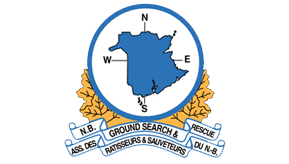 N
W E
S
N.B. GROUND SEARCH & RESCUE
ASS. DES RATISSEURS & SAUVETEURS DU N.-B.